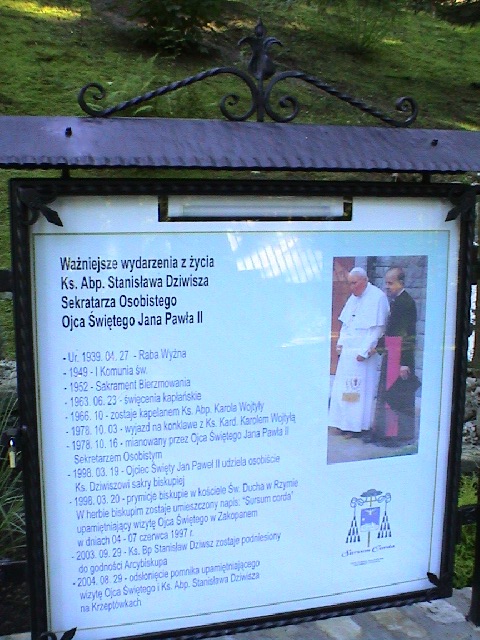 Ważniejsze wydarzenia z życia
Ks. Abp. Stanisława Dziwisza
Sekratarza Osobistego
Ojca Świętego Jana Pawła II
- Ur. 1939. 04. 27 - Raba Wyżna
- 1949 - I Komunia św.
- 1952 - Sakrament Bierzmowania
- 1963. 06. 23 - święcenia kapłańskie
- 1966. 10 - zostaje kapelanem Ks. Abp. Karola Wojtyły
- 1978. 10. 03 - wyjazd na konklawe z Ks. Kard. Karolem Wojtyłą
- 1978. 10. 16 - mianowany przez Ojca Świętego Jana Pawła II
Sekretarzem Osobistym
- 1998. 03. 19 - Ojciec Święty Jan Paweł II udziela osobiście
Ks. Dziwiszowi sakry biskupiej
- 1998. 03. 20 - prymicje biskupie w kościele Św. Ducha w Rzymie
W herbie biskupim zostaje umieszczony napis: "Sursum corda"
upamiętniający wizytę Ojca Świętego w Zakopanem
w dniach 04 - 07 czerwca 1997 r.
- 2003. 09. 29 - Ks. Bp Stanisław Dziwisz zostaje podniesiony
do godności Arcybiskupa
- 2004. 08. 29 - odsłonięcie pomnika upamiętniającego
wizytę Ojca Świętego i Ks. Abp. Stanisława Dziwisza
na Krzeptówkach
Sursum Corda